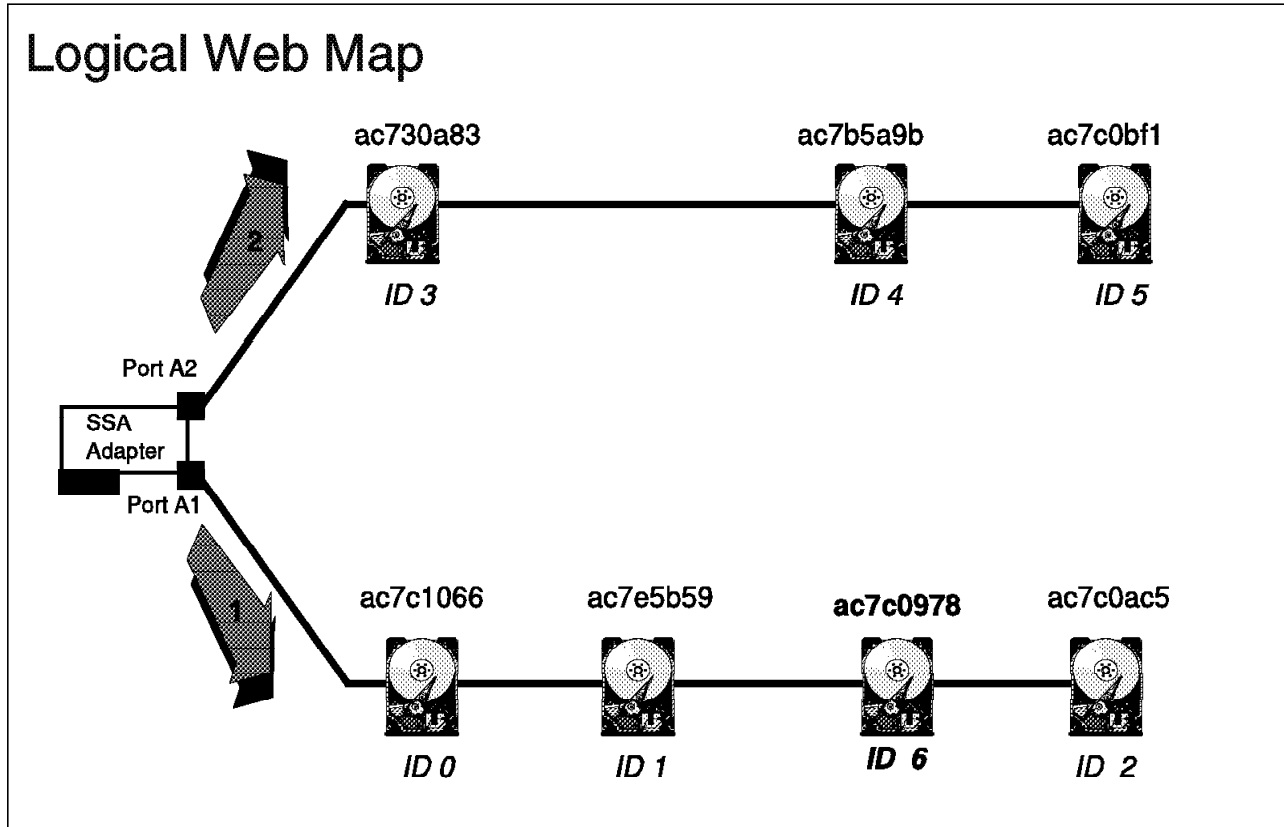 Logical Web Map
ac730a83
ac7b5a9b
ac7c0bf1
2
ID 3
ID 4
ID 5
Port A2
SSA
Adapter
Port A1
1
ac7c1066
ac7e5b59
ac7c0978
ac7c0ac5
ID 0
ID 1
ID 6
ID 2